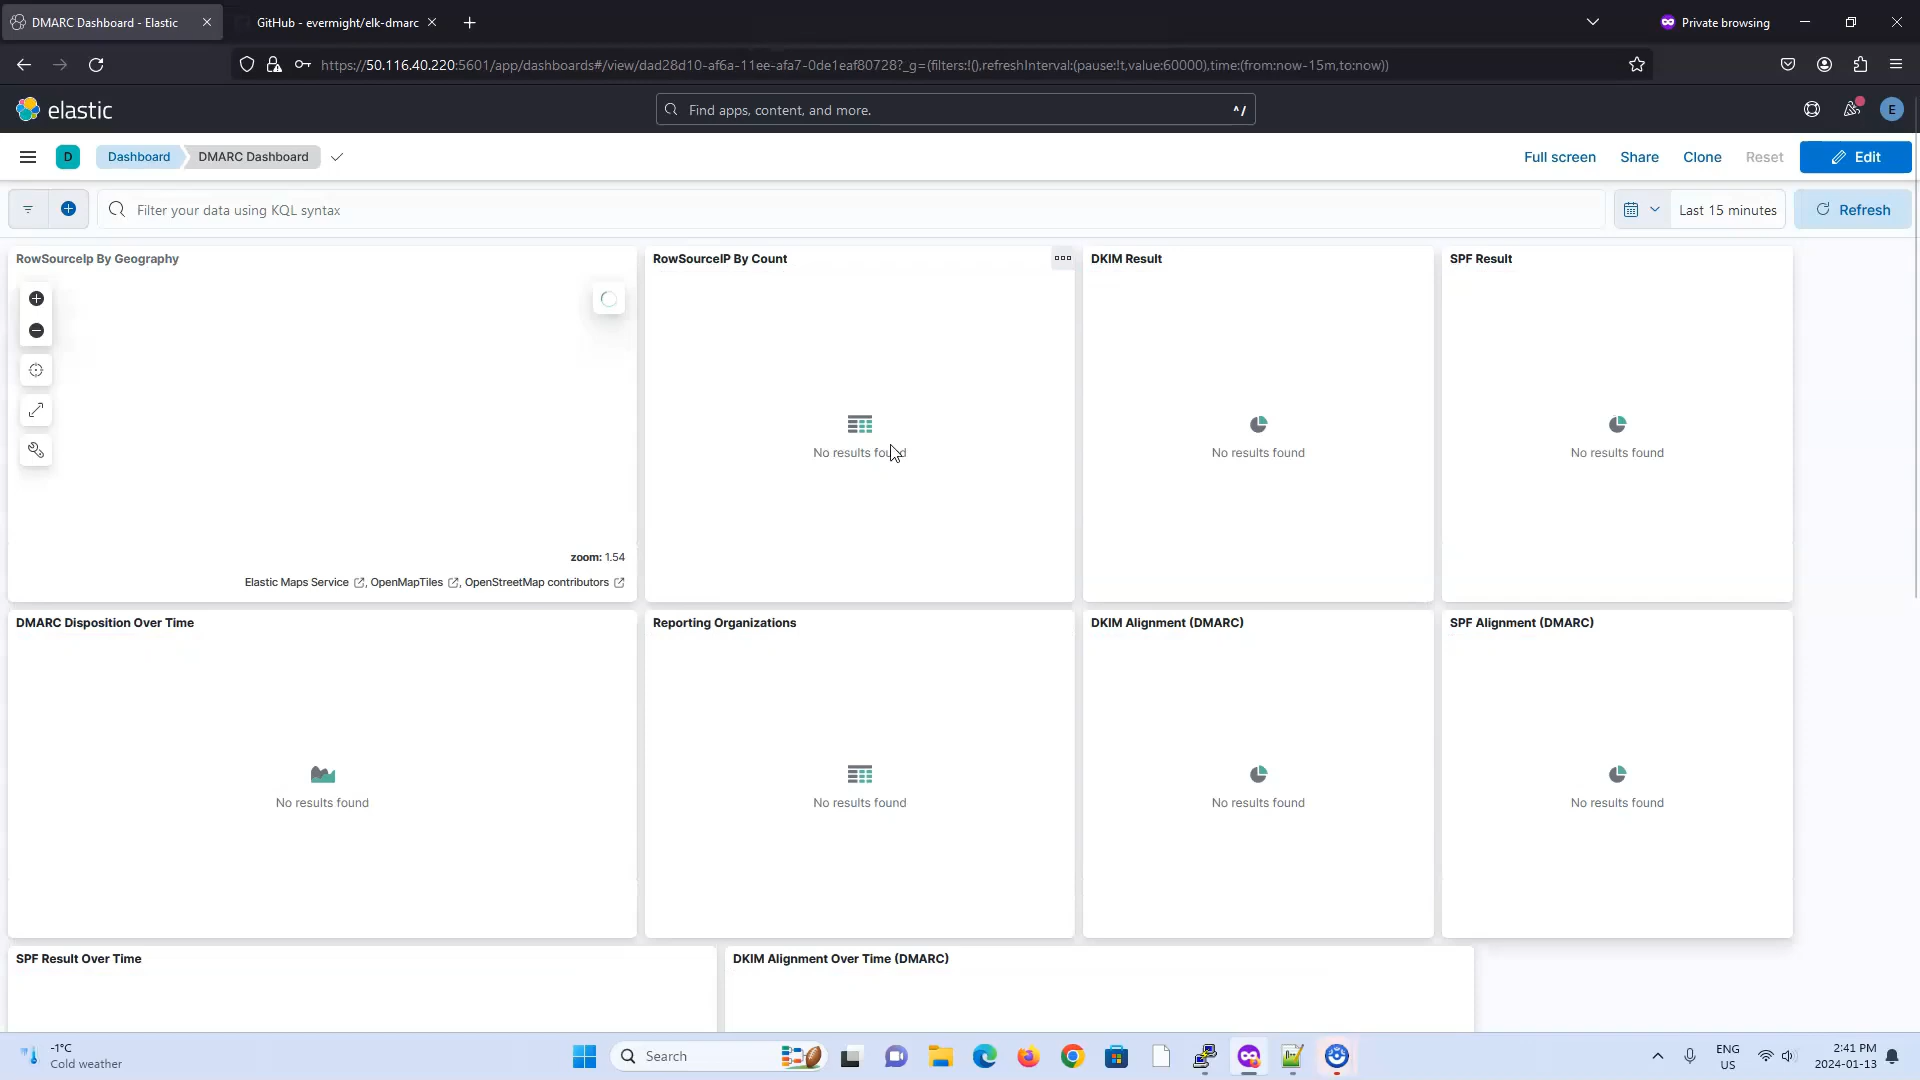 DMARC Dashboard - Elastic
GitHub - evermight/elk-dmarc
Private browsing
https://50.116.40.220:5601/app/dashboards#/view/dad28d10-af6a-11ee-afa7-0de1eaf80728?_g=(filters:!(),refreshInterval:(pause:!t,value:60000),time:(from:now-15m,to:now))
elastic
Find apps, content, and more.
^/
E
D
Dashboard
DMARC Dashboard
Full screen
Share
Clone
Reset
Edit
Filter your data using KQL syntax
Last 15 minutes
Refresh
RowSourceIp By Geography
RowSourceIP By Count
DKIM Result
SPF Result
No results found
No results found
No results found
zoom: 1.54
Elastic Maps Service , OpenMapTiles , OpenStreetMap contributors
DMARC Disposition Over Time
Reporting Organizations
DKIM Alignment (DMARC)
SPF Alignment (DMARC)
No results found
No results found
No results found
No results found
SPF Result Over Time
DKIM Alignment Over Time (DMARC)
-1°C
Cold weather
Search
ENG
US
2:41 PM
2024-01-13